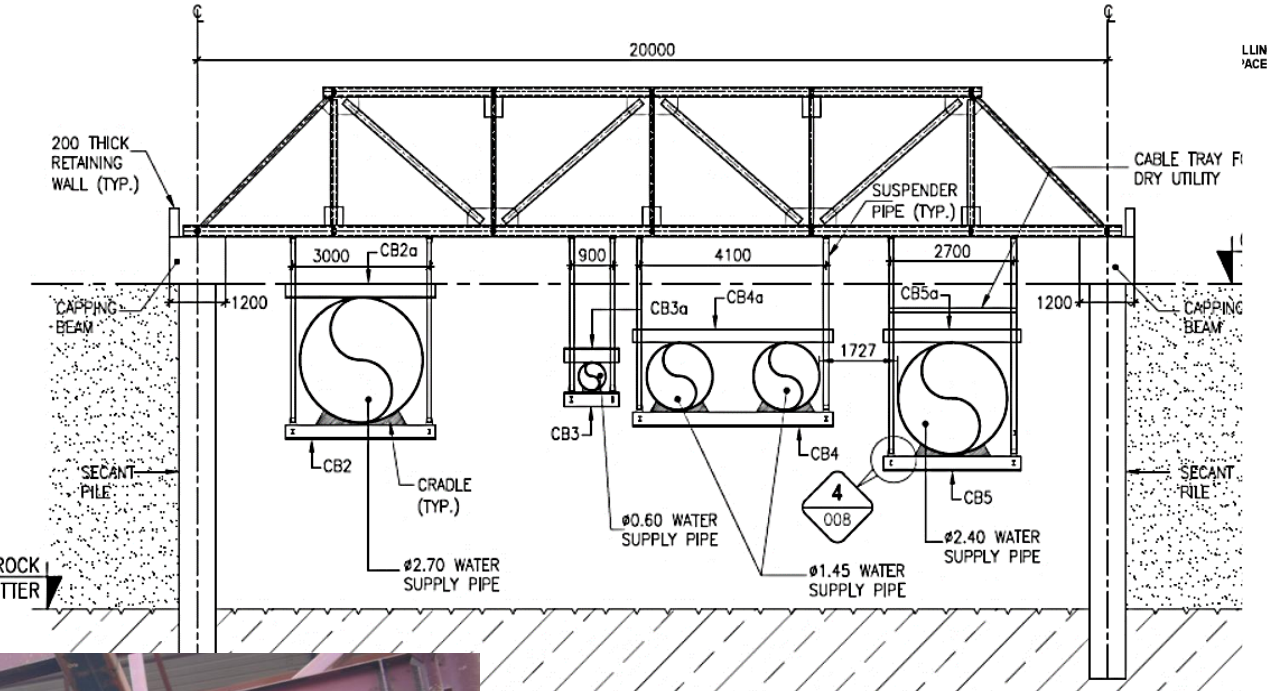 ℄
℄
20000
LLIN
PACE
200 THICK
RETAINING
WALL (TYP.)
CABLE TRAY F
DRY UTILITY
SUSPENDER
PIPE (TYP.)
3000
CB2a
900
4100
2700
CAPPING
BEAM
1200
CB3a
CB4a
CB5a
1200
CAPPING
BEAM
1727
CB3
CB4
CB2
SECANT
PILE
CRADLE
(TYP.)
4
008
CB5
SECANT
PILE
ø0.60 WATER
SUPPLY PIPE
ø2.40 WATER
SUPPLY PIPE
ø2.70 WATER
SUPPLY PIPE
ø1.45 WATER
SUPPLY PIPE
ROCK
TTER